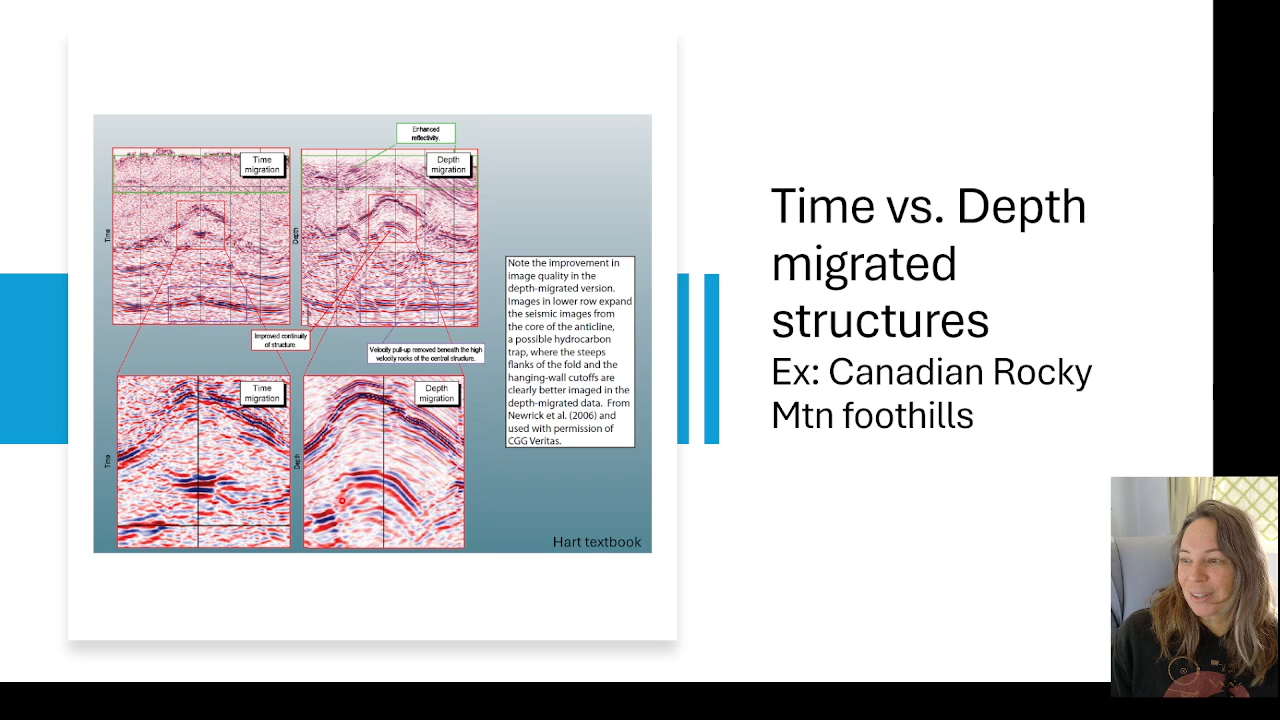 Enhanced
reflectivity.
Time
migration
Depth
migration
Time
Depth
Improved continuity
of structure.
Velocity pull-up removed beneath the high
velocity rocks of the central structure.
Time
migration
Depth
migration
Time
Depth
Note the improvement in
image quality in the
depth-migrated version.
Images in lower row expand
the seismic images from
the core of the anticline,
a possible hydrocarbon
trap, where the steeps
flanks of the fold and the
hanging-wall cutoffs are
clearly better imaged in the
depth-migrated data. From
Newrick et al. (2006) and
used with permission of
CGG Veritas.
Hart textbook
Time vs. Depth
migrated
structures
Ex: Canadian Rocky
Mtn foothills